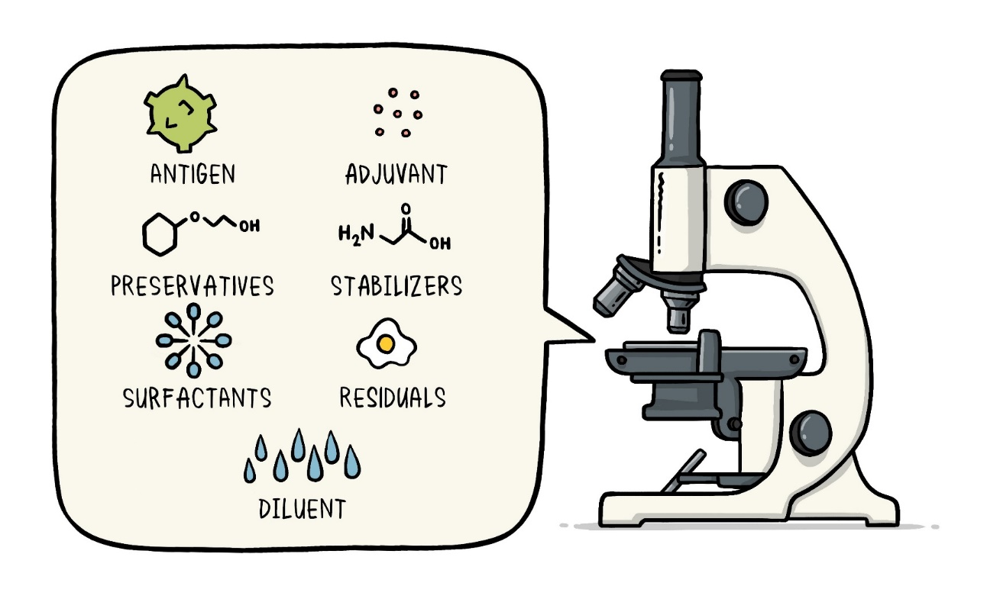 ANTIGEN
ADJUVANT
O
OH
H2N
O
OH
PRESERVATIVES
STABILIZERS
SURFACTANTS
RESIDUALS
DILUENT